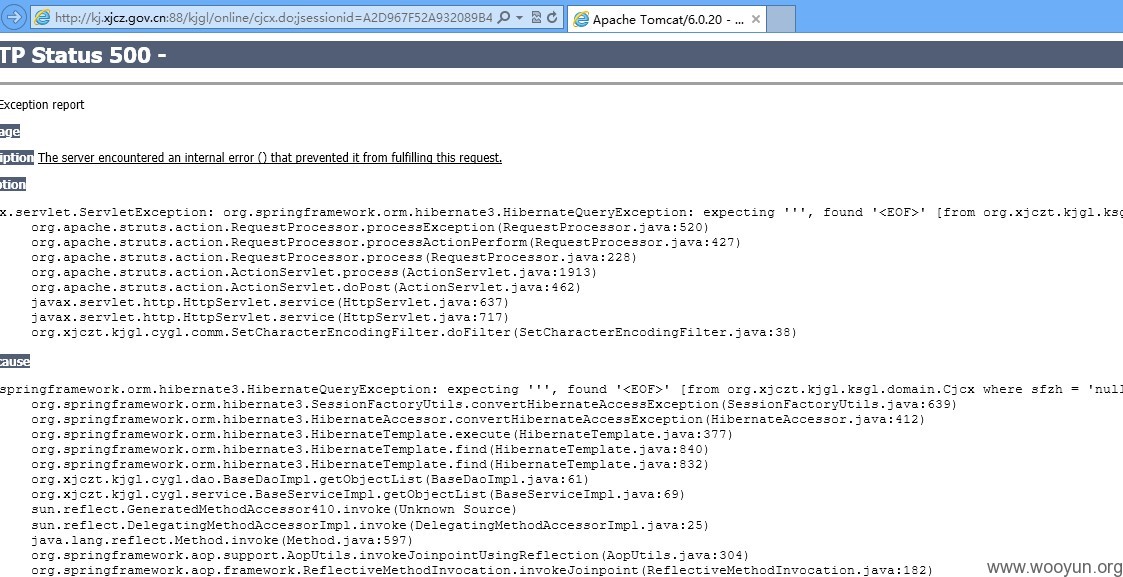 http://kj.xjcz.gov.cn:88/kjgl/online/cjcx.do;jsessionid=A2D967F52A932089B4
Apache Tomcat/6.0.20 - ...
TP Status 500 -
Exception report
age
iption The server encountered an internal error () that prevented it from fulfilling this request.
ption
x.servlet.ServletException: org.springframework.orm.hibernate3.HibernateQueryException: expecting ''', found '<EOF>' [from org.xjczt.kjgl.ksg
org.apache.struts.action.RequestProcessor.processException(RequestProcessor.java:520)
org.apache.struts.action.RequestProcessor.processActionPerform(RequestProcessor.java:427)
org.apache.struts.action.RequestProcessor.process(RequestProcessor.java:228)
org.apache.struts.action.ActionServlet.process(ActionServlet.java:1913)
org.apache.struts.action.ActionServlet.doPost(ActionServlet.java:462)
javax.servlet.http.HttpServlet.service(HttpServlet.java:637)
javax.servlet.http.HttpServlet.service(HttpServlet.java:717)
org.xjczt.kjgl.cygl.comm.SetCharacterEncodingFilter.doFilter(SetCharacterEncodingFilter.java:38)
cause
springframework.orm.hibernate3.HibernateQueryException: expecting ''', found '<EOF>' [from org.xjczt.kjgl.ksgl.domain.Cjcx where sfzh = 'null
org.springframework.orm.hibernate3.SessionFactoryUtils.convertHibernateAccessException(SessionFactoryUtils.java:639)
org.springframework.orm.hibernate3.HibernateAccessor.convertHibernateAccessException(HibernateAccessor.java:412)
org.springframework.orm.hibernate3.HibernateTemplate.execute(HibernateTemplate.java:377)
org.springframework.orm.hibernate3.HibernateTemplate.find(HibernateTemplate.java:840)
org.springframework.orm.hibernate3.HibernateTemplate.find(HibernateTemplate.java:832)
org.xjczt.kjgl.cygl.dao.BaseDaoImpl.getObjectList(BaseDaoImpl.java:61)
org.xjczt.kjgl.cygl.service.BaseServiceImpl.getObjectList(BaseServiceImpl.java:69)
sun.reflect.GeneratedMethodAccessor410.invoke(Unknown Source)
sun.reflect.DelegatingMethodAccessorImpl.invoke(DelegatingMethodAccessorImpl.java:25)
java.lang.reflect.Method.invoke(Method.java:597)
org.springframework.aop.support.AopUtils.invokeJoinpointUsingReflection(AopUtils.java:304)
org.springframework.aop.framework.ReflectiveMethodInvocation.invokeJoinpoint(ReflectiveMethodInvocation.java:182)
www.wooyun.org